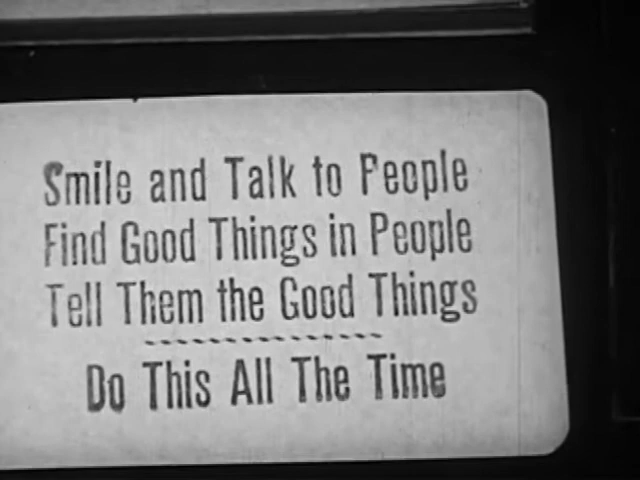 Smile and Talk to People
Find Good Things in People
Tell Them the Good Things
Do This All The Time